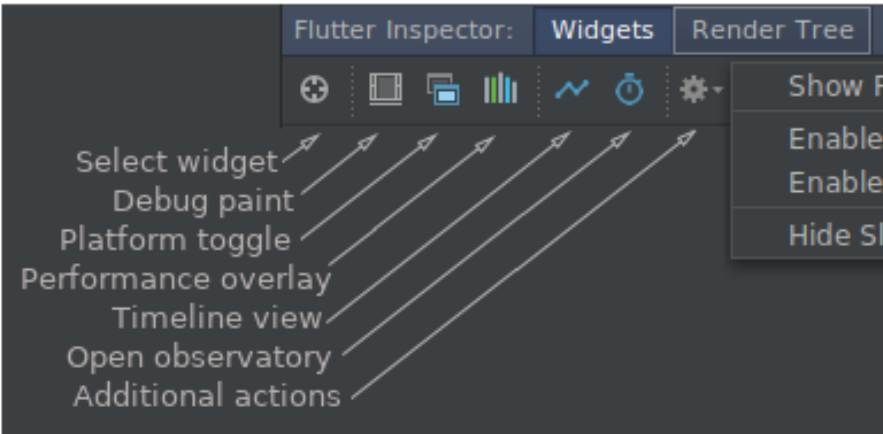 Flutter Inspector: Widgets Render Tree
Show
Enable
Enable
Hide
Select widget
Debug paint
Platform toggle
Performance overlay
Timeline view
Open observatory
Additional actions